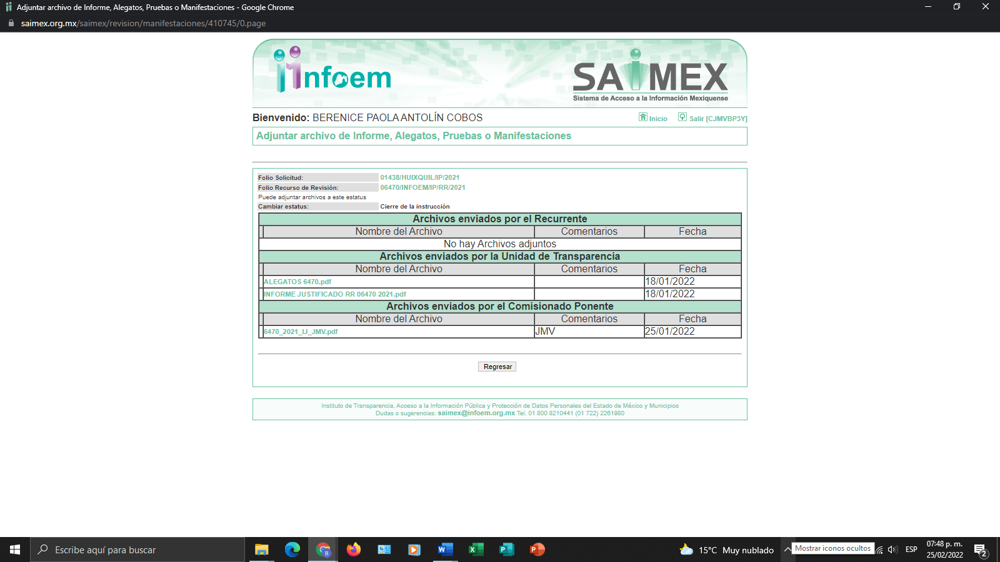 Adjuntar archivo de Informe, Alegatos, Pruebas o Manifestaciones - Google Chrome
saimex.org.mx/saimex/revision/manifestaciones/410745/0.page
infoem
SAIMEX
Sistema de Acceso a la Información Mexiquense
Bienvenido: BERENICE PAOLA ANTOLÍN COBOS Inicio Salir [CJMVBP3Y]
Adjuntar archivo de Informe, Alegatos, Pruebas o Manifestaciones
Folio Solicitud: 01438/HUIXQUIL/IP/2021
Folio Recurso de Revisión: 06470/INFOEM/IP/RR/2021
Puede adjuntar archivos a este estatus
Cambiar estatus: Cierre de la instrucción
Archivos enviados por el Recurrente
Nombre del Archivo Comentarios Fecha
No hay Archivos adjuntos
Archivos enviados por la Unidad de Transparencia
Nombre del Archivo Comentarios Fecha
ALEGATOS 6470.pdf 18/01/2022
INFORME JUSTIFICADO RR 06470 2021.pdf 18/01/2022
Archivos enviados por el Comisionado Ponente
Nombre del Archivo Comentarios Fecha
6470_2021_IJ_JMV.pdf JMV 25/01/2022
Regresar
Instituto de Transparencia, Acceso a la Información Pública y Protección de Datos Personales del Estado de México y Municipios
Dudas o sugerencias: saimex@infoem.org.mx Tel. 01 800 8210441 (01 722) 2261980
Escribe aquí para buscar
B
15°C Muy nublado
Mostrar iconos ocultos
ESP
07:48 p. m.
25/02/2022
2